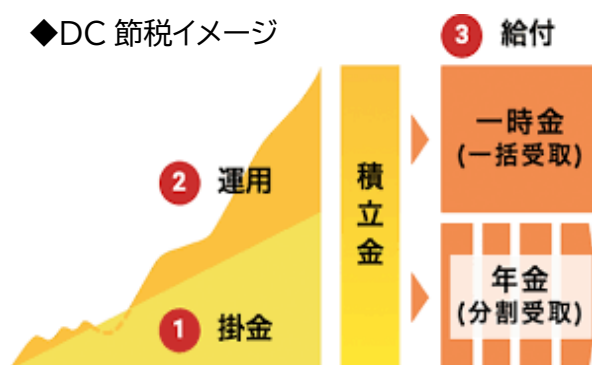 ◆DC 節税イメージ
3 給付
一時金
(一括受取)
2 運用
積立金
年金
(分割受取)
1 掛金